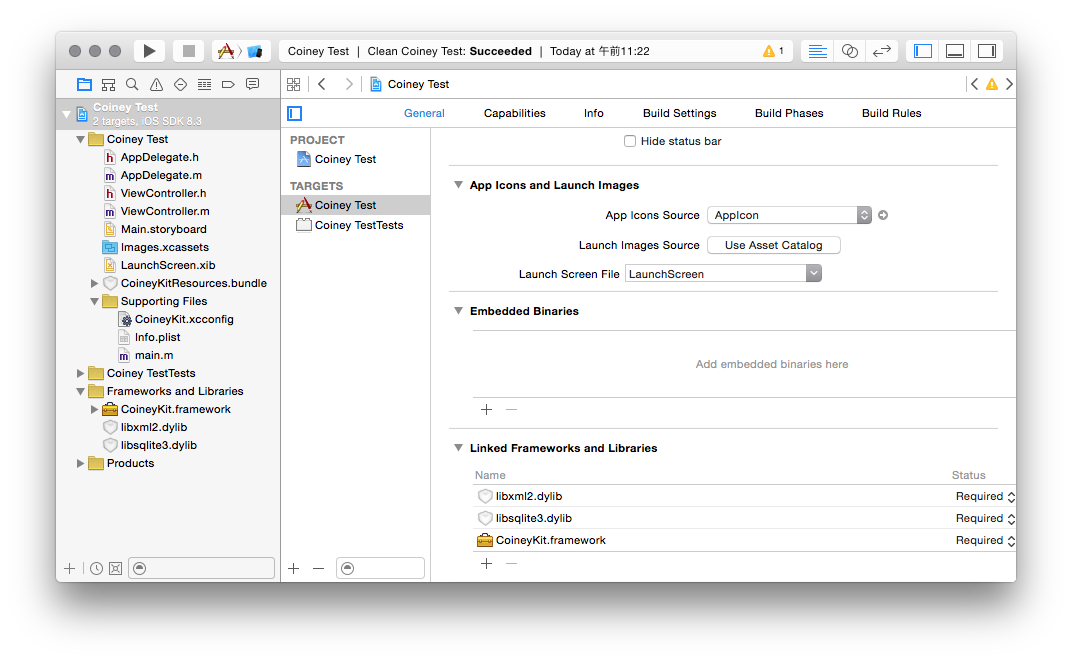 Coiney Test | Clean Coiney Test: Succeeded | Today at 午前11:22
1
Coiney Test
Coiney Test
2 targets, iOS SDK 8.3
Coiney Test
AppDelegate.h
AppDelegate.m
ViewController.h
ViewController.m
Main.storyboard
Images.xcassets
LaunchScreen.xib
CoineyKitResources.bundle
Supporting Files
CoineyKit.xcconfig
Info.plist
main.m
Coiney TestTests
Frameworks and Libraries
CoineyKit.framework
libxml2.dylib
libsqlite3.dylib
Products
General Capabilities Info Build Settings Build Phases Build Rules
PROJECT
Coiney Test
TARGETS
Coiney Test
Coiney TestTests
Hide status bar
App Icons and Launch Images
App Icons Source AppIcon
Launch Images Source Use Asset Catalog
Launch Screen File LaunchScreen
Embedded Binaries
Add embedded binaries here
Linked Frameworks and Libraries
Name Status
libxml2.dylib Required
libsqlite3.dylib Required
CoineyKit.framework Required